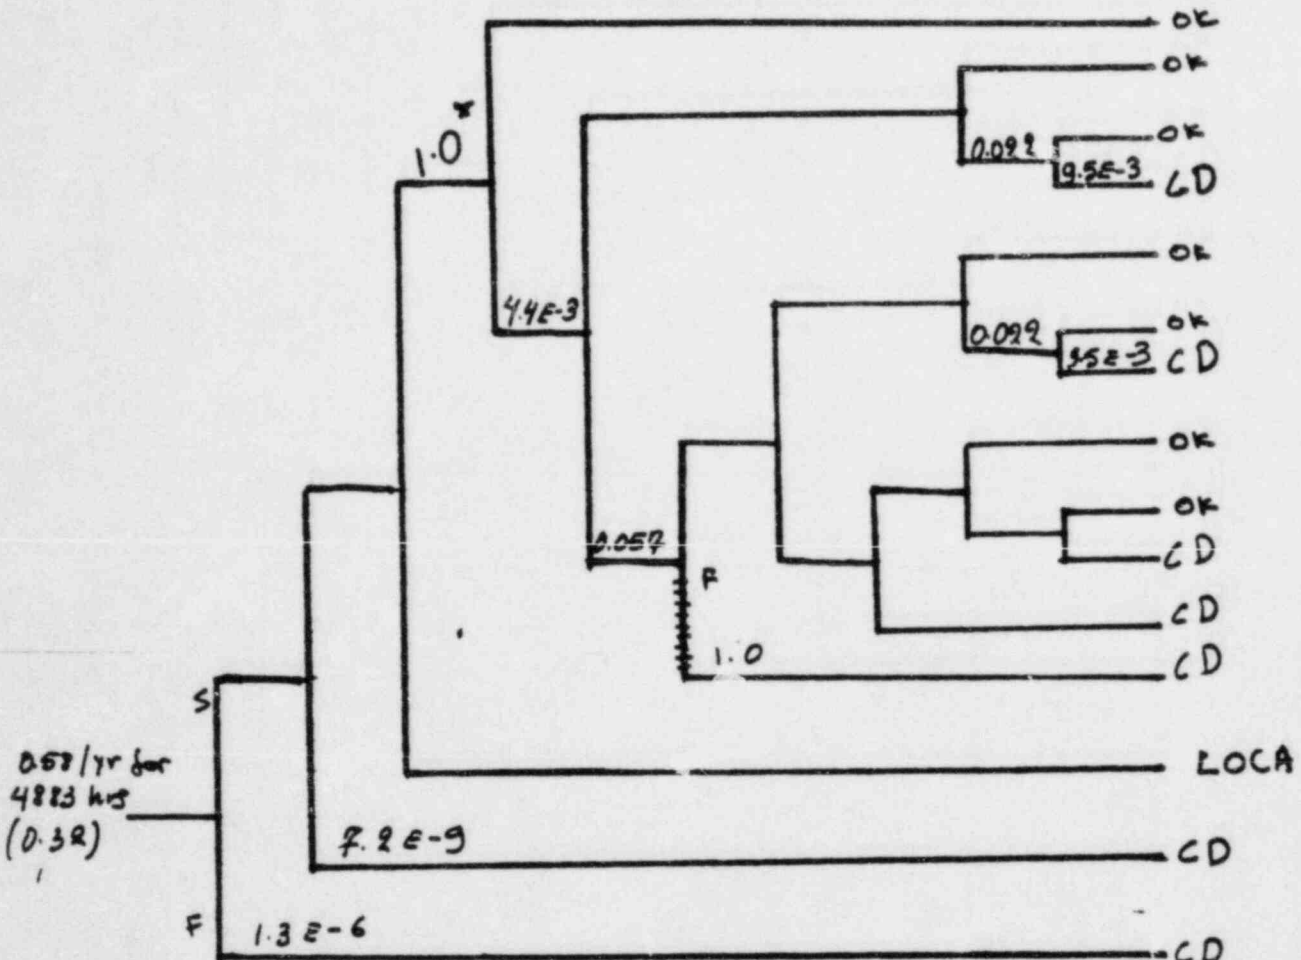 OK
OK
1.0*
OK
0.022
9.5E-3 CD
OK
4.4E-3
OK
0.022
9.5E-3 CD
OK
OK
0.057
CD
F
CD
1.0
CD
S
0.58/yr for
4883 hrs
(0.32)
LOCA
7.2E-9
CD
F
1.3E-6
CD